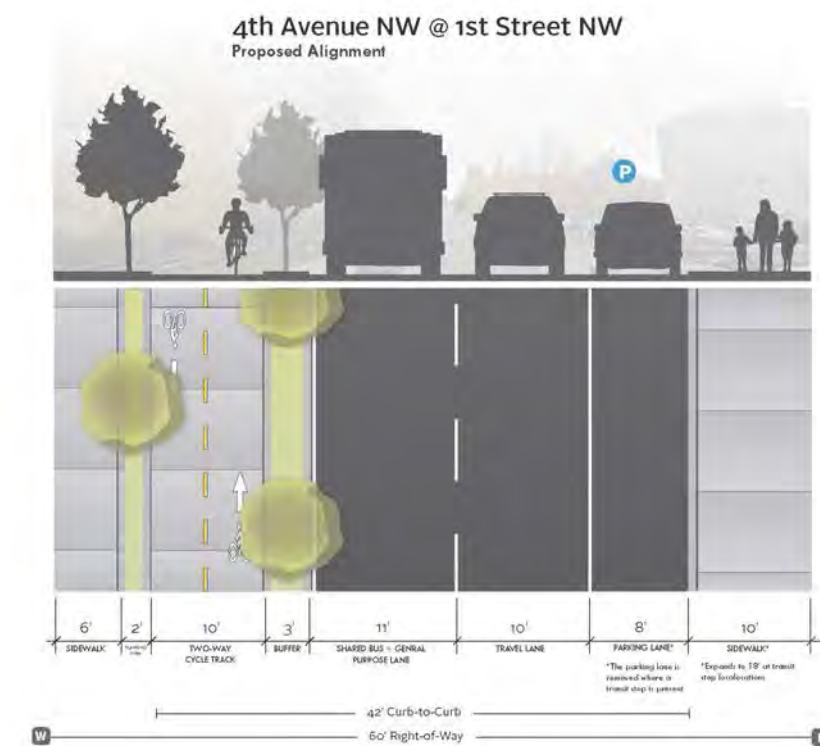 4th Avenue NW @ 1st Street NW
Proposed Alignment
P
6' 2' 10' 3' 11' 10' 8' 10'
SIDEWALK TWO-WAY BUFFER SHARED BUS + GENRAL TRAVEL LANE PARKING LANE* SIDEWALK*
CYCLE TRACK PURPOSE LANE
*The parking lane is *Expands to 18' at transit
removed where a stop localocations
transit stop is present
42' Curb-to-Curb
W 60' Right-of-Way